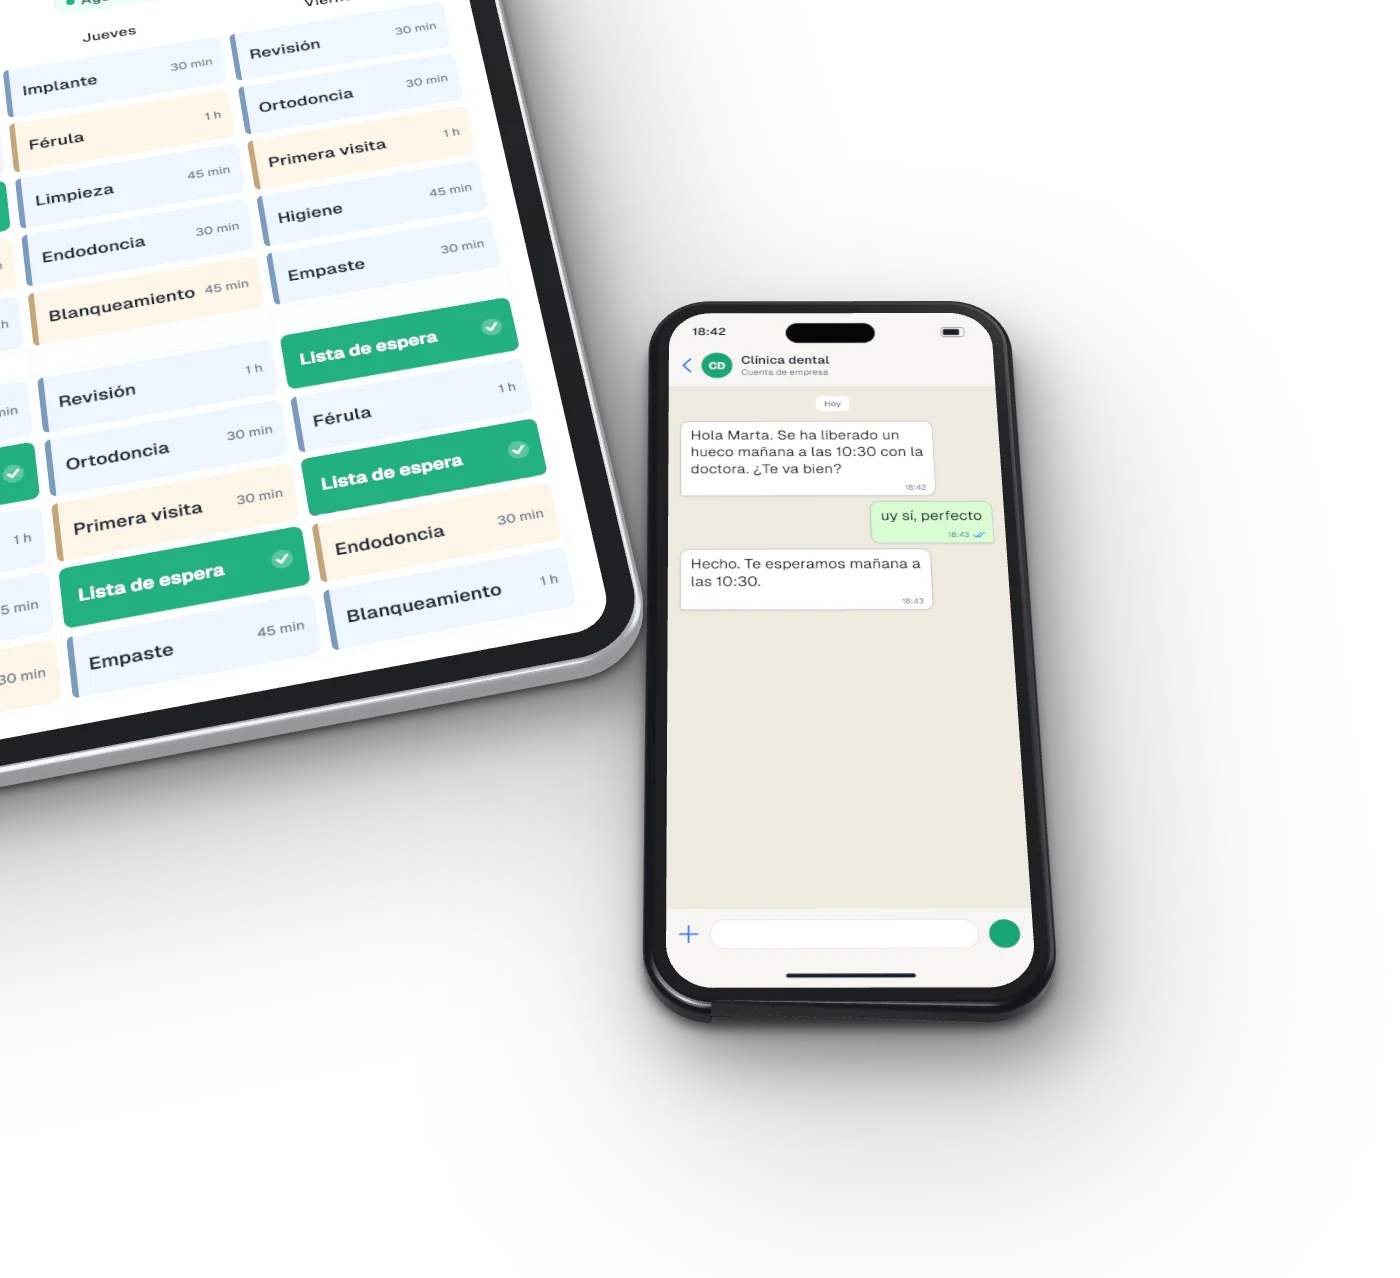 Jueves
Implante 30 min
Férula 1 h
Limpieza 45 min
Endodoncia 30 min
Blanqueamiento 45 min
Revisión 1 h
Ortodoncia 30 min
Primera visita 30 min
Lista de espera
Empaste 45 min
Revisión 30 min
Ortodoncia 30 min
Primera visita 1 h
Higiene 45 min
Empaste 30 min
Lista de espera
Férula 1 h
Lista de espera
Endodoncia 30 min
Blanqueamiento 1 h
1 h
30 min
18:42
CD
Clínica dental
Cuenta de empresa
Hoy
Hola Marta. Se ha liberado un
hueco mañana a las 10:30 con la
doctora. ¿Te va bien?
18:42
uy sí, perfecto
18:43
Hecho. Te esperamos mañana a
las 10:30.
18:43